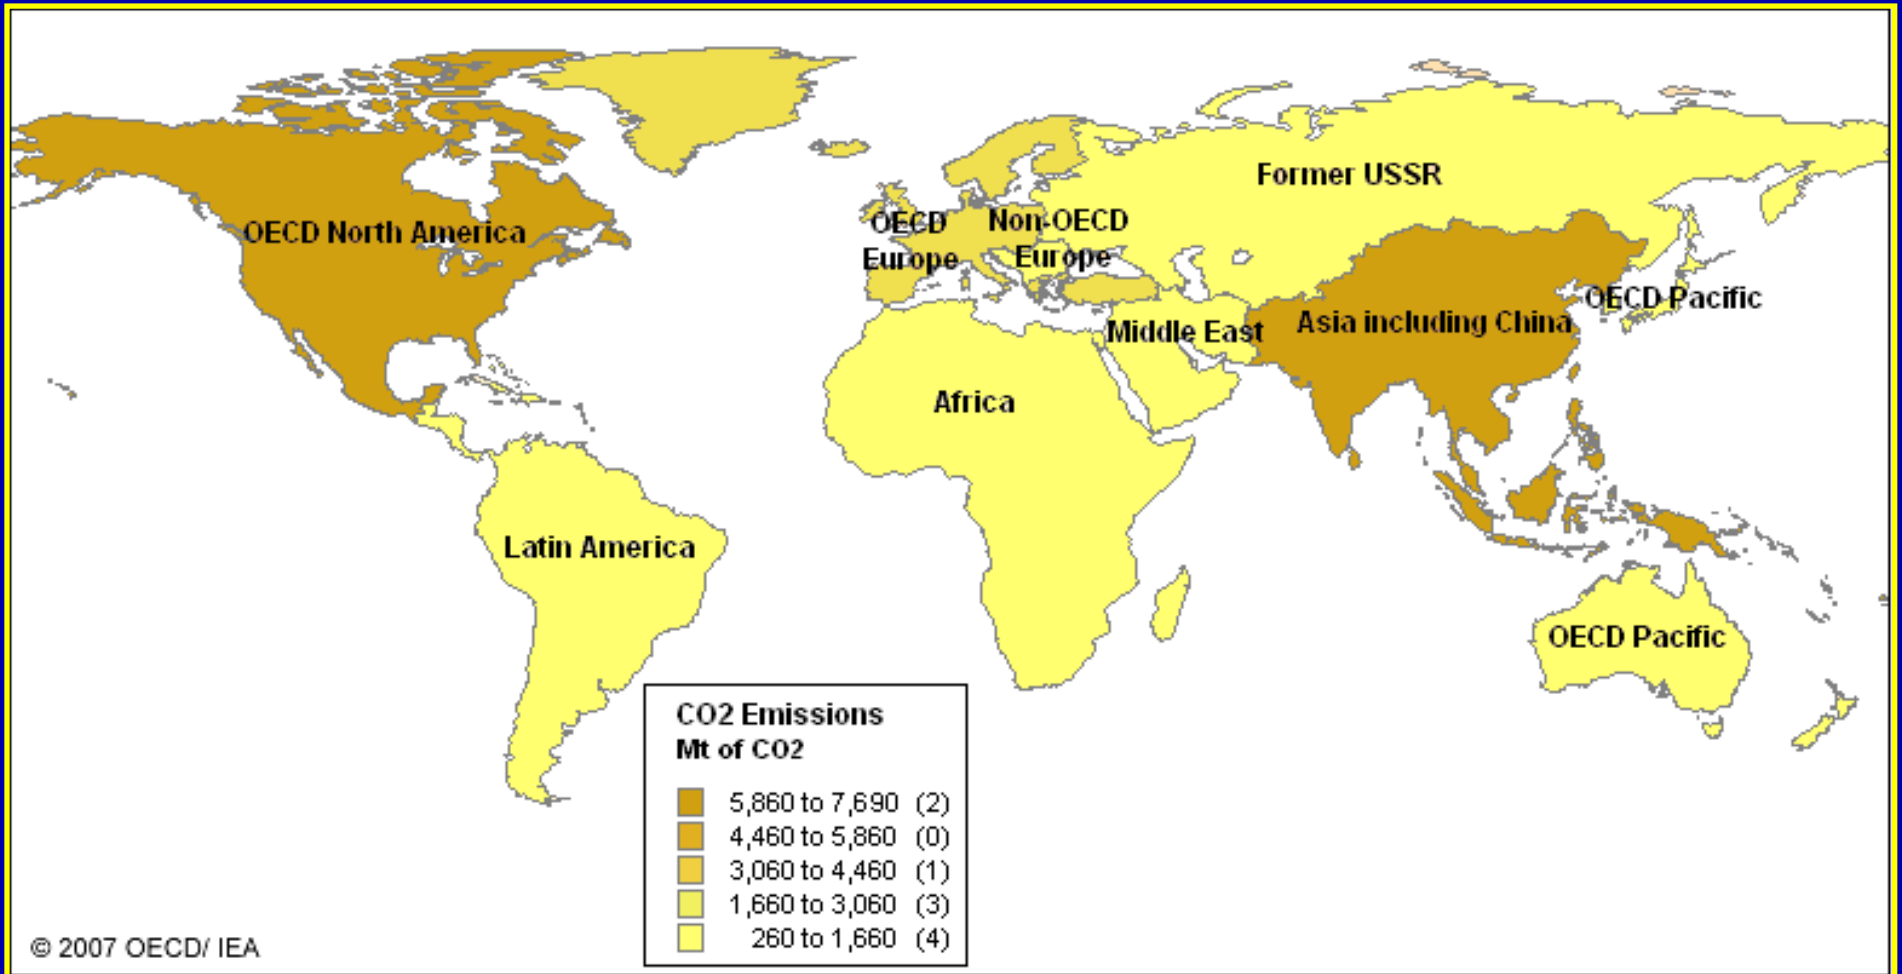 Former USSR
OECD North America
OECD
Europe
Non-OECD
Europe
OECD Pacific
Asia including China
Middle East
Africa
Latin America
OECD Pacific
CO2 Emissions
Mt of CO2
5,860 to 7,690 (2)
4,460 to 5,860 (0)
3,060 to 4,460 (1)
1,660 to 3,060 (3)
260 to 1,660 (4)
© 2007 OECD/ IEA